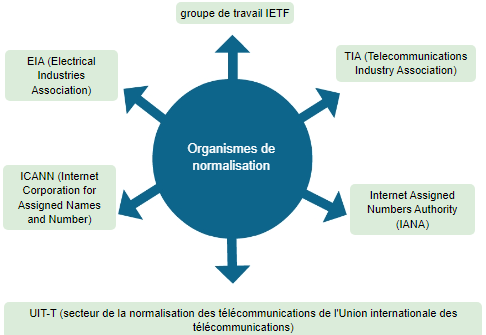 groupe de travail IETF
EIA (Electrical
Industries
Association)
TIA (Telecommunications
Industry Association)
Organismes de
normalisation
ICANN (Internet
Corporation for
Assigned Names
and Number)
Internet Assigned
Numbers Authority
(IANA)
UIT-T (secteur de la normalisation des télécommunications de l'Union internationale des
télécommunications)